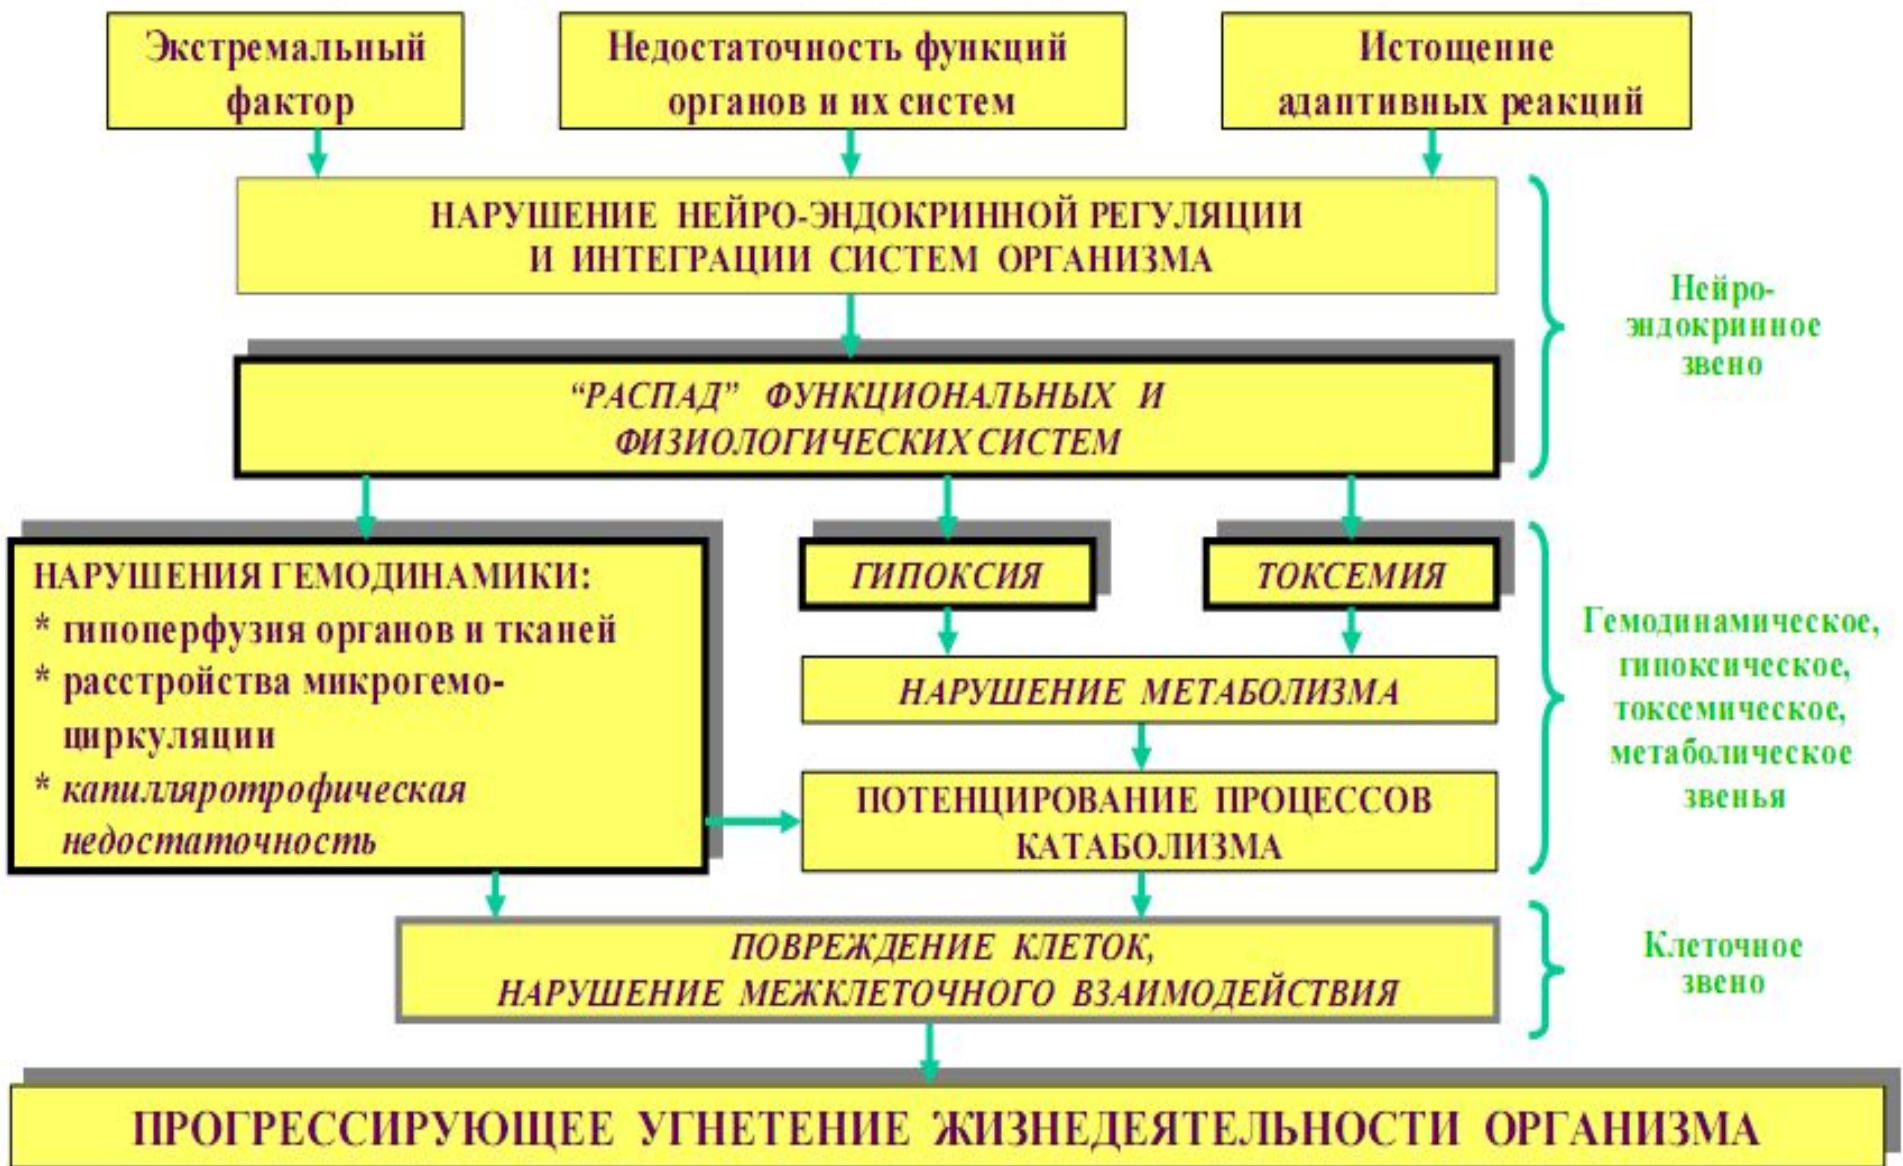 Экстремальный
фактор
Недостаточность функций
органов и их систем
Истощение
адаптивных реакций
НАРУШЕНИЕ НЕЙРО-ЭНДОКРИННОЙ РЕГУЛЯЦИИ
И ИНТЕГРАЦИИ СИСТЕМ ОРГАНИЗМА
“РАСПАД” ФУНКЦИОНАЛЬНЫХ И
ФИЗИОЛОГИЧЕСКИХ СИСТЕМ
Нейро-
эндокринное
звено
НАРУШЕНИЯ ГЕМОДИНАМИКИ:
* гипоперфузия органов и тканей
* расстройства микрогемо-
циркуляции
* капилляротрофическая
недостаточность
ГИПОКСИЯ
ТОКСЕМИЯ
НАРУШЕНИЕ МЕТАБОЛИЗМА
ПОТЕНЦИРОВАНИЕ ПРОЦЕССОВ
КАТАБОЛИЗМА
Гемодинамическое,
гипоксическое,
токсемическое,
метаболическое
звенья
ПОВРЕЖДЕНИЕ КЛЕТОК,
НАРУШЕНИЕ МЕЖКЛЕТОЧНОГО ВЗАИМОДЕЙСТВИЯ
Клеточное
звено
ПРОГРЕССИРУЮЩЕЕ УГНЕТЕНИЕ ЖИЗНЕДЕЯТЕЛЬНОСТИ ОРГАНИЗМА